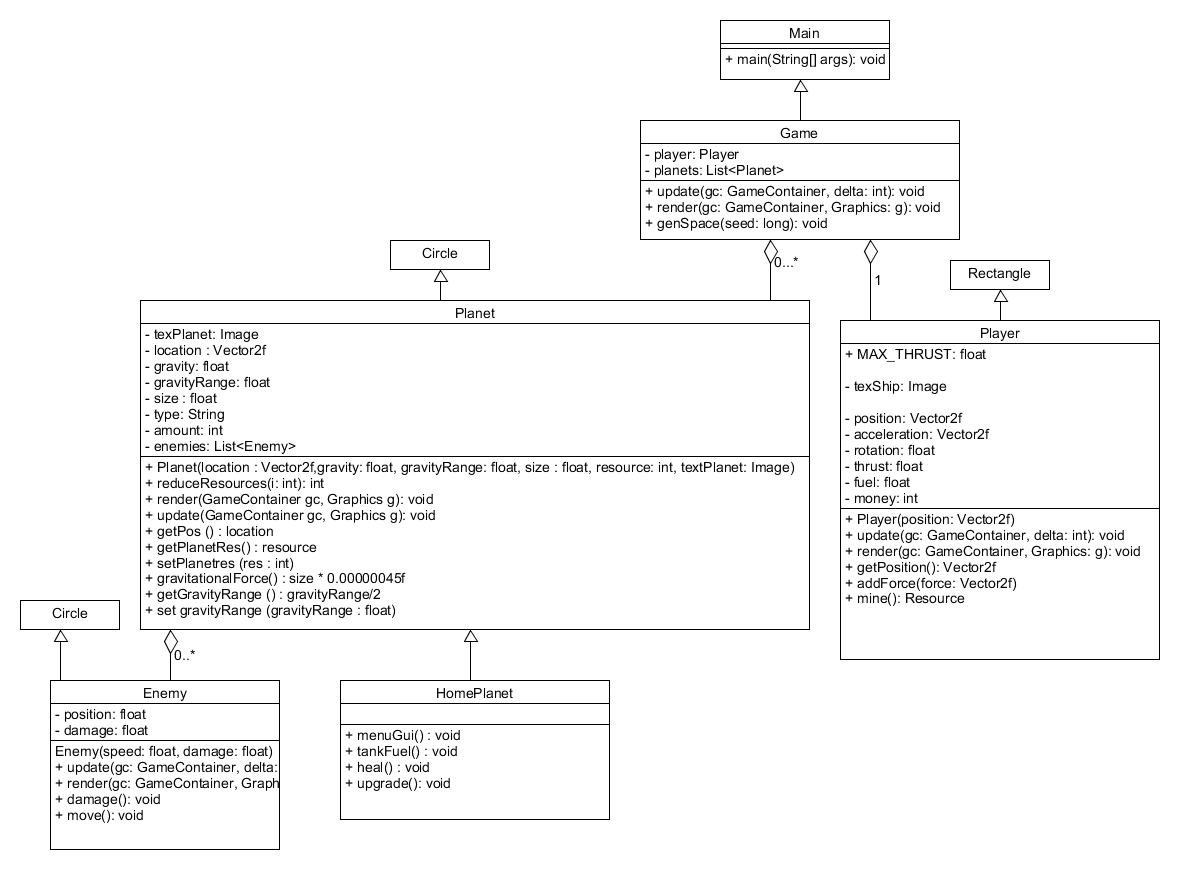 Main
+ main(String[] args): void
Game
- player: Player
- planets: List<Planet>
+ update(gc: GameContainer, delta: int): void
+ render(gc: GameContainer, Graphics: g): void
+ genSpace(seed: long): void
0...*
1
Circle
Planet
- texPlanet: Image
- location : Vector2f
- gravity: float
- gravityRange: float
- size : float
- type: String
- amount: int
- enemies: List<Enemy>
+ Planet(location : Vector2f,gravity: float, gravityRange: float, size : float, resource: int, textPlanet: Image)
+ reduceResources(i: int): int
+ render(GameContainer gc, Graphics g): void
+ update(GameContainer gc, Graphics g): void
+ getPos () : location
+ getPlanetRes() : resource
+ setPlanetres (res : int)
+ gravitationalForce() : size * 0.00000045f
+ getGravityRange () : gravityRange/2
+ set gravityRange (gravityRange : float)
Rectangle
Player
+ MAX_THRUST: float
- texShip: Image
- position: Vector2f
- acceleration: Vector2f
- rotation: float
- thrust: float
- fuel: float
- money: int
+ Player(position: Vector2f)
+ update(gc: GameContainer, delta: int): void
+ render(gc: GameContainer, Graphics: g): void
+ getPosition(): Vector2f
+ addForce(force: Vector2f)
+ mine(): Resource
Circle
0..*
Enemy
- position: float
- damage: float
Enemy(speed: float, damage: float)
+ update(gc: GameContainer, delta:
+ render(gc: GameContainer, Graph
+ damage(): void
+ move(): void
HomePlanet
+ menuGui() : void
+ tankFuel() : void
+ heal() : void
+ upgrade(): void